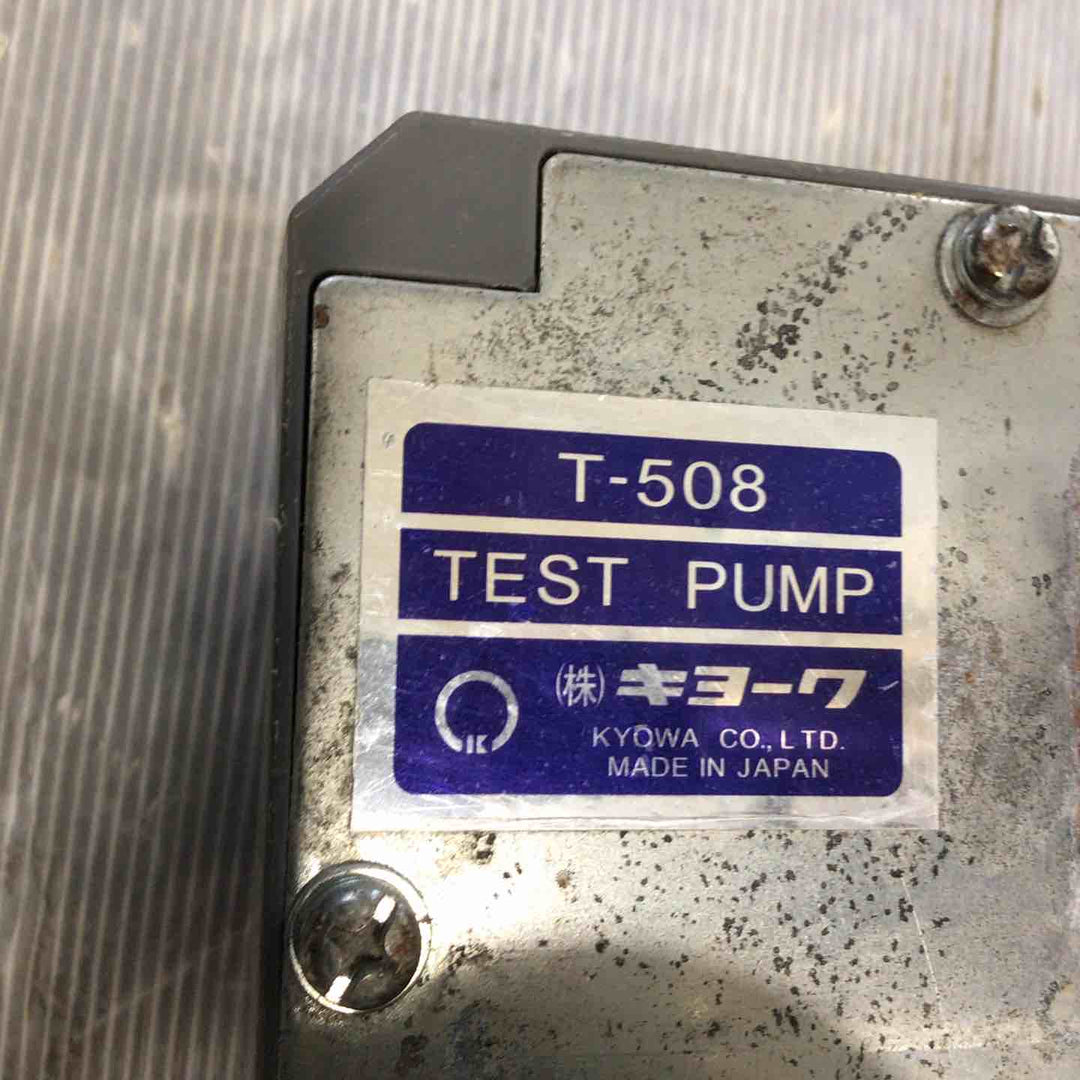 T-508
TEST PUMP
K
(株)キョーワ
KYOWA CO., LTD.
MADE IN JAPAN